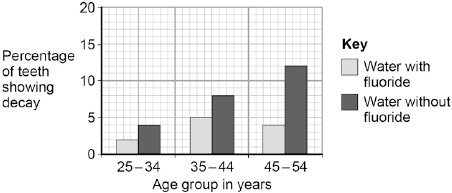 Percentage
of teeth
showing
decay
20
15
10
5
0
25–34
35–44
45–54
Age group in years
Key
Water with
fluoride
Water without
fluoride